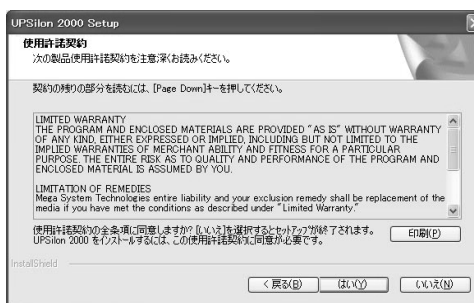 UPSilon 2000 Setup
使用許諾契約
次の製品使用許諾契約を注意深くお読みください。
契約の残りの部分を読むには、[Page Down]キーを押してください。
LIMITED WARRANTY
THE PROGRAM AND ENCLOSED MATERIALS ARE PROVIDED "AS IS" WITHOUT WARRANTY
OF ANY KIND, EITHER EXPRESSED OR IMPLIED, INCLUDING BUT NOT LIMITED TO THE
IMPLIED WARRANTIES OF MERCHANT ABILITY AND FITNESS FOR A PARTICULAR
PURPOSE. THE ENTIRE RISK AS TO QUALITY AND PERFORMANCE OF THE PROGRAM AND
ENCLOSED MATERIAL IS ASSUMED BY YOU.
LIMITATION OF REMEDIES
Mega System Technologies entire liability and your exclusion remedy shall be replacement of the
media if you have met the conditions as described under "Limited Warranty."
使用許諾契約の全条項に同意しますか? [いいえ]を選択するとセットアップが終了されます。
UPSilon 2000 をインストールするには、この使用許諾契約に同意が必要です。
印刷(P)
InstallShield
< 戻る(B)
はい(Y)
いいえ(N)